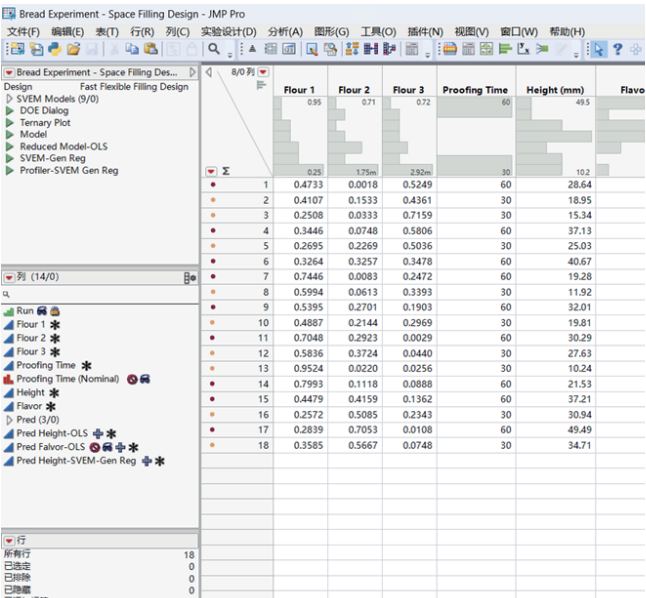 Bread Experiment - Space Filling Design - JMP Pro
文件(F) 编辑(E) 表(T) 行(R) 列(C) 实验设计(D) 分析(A) 图形(G) 工具(O) 插件(N) 视图(V) 窗口(W) 帮助(H)
Bread Experiment - Space Filling Des...
Design Fast Flexible Filling Design
SVEM Models (9/0)
DOE Dialog
Ternary Plot
Model
Reduced Model-OLS
SVEM-Gen Reg
Profiler-SVEM Gen Reg
列 (14/0)
Run
Flour 1
Flour 2
Flour 3
Proofing Time
Proofing Time (Nominal)
Height
Flavor
Pred (3/0)
Pred Height-OLS
Pred Falvor-OLS
Pred Height-SVEM-Gen Reg
行
所有行 18
已选定 0
已排除 0
已隐藏 0
8/0 列
Flour 1 Flour 2 Flour 3 Proofing Time Height (mm) Flavo
0.95 0.71 0.72 60 49.5
0.25 1.75m 2.92m 30 10.2
Σ
1 0.4733 0.0018 0.5249 60 28.64
2 0.4107 0.1533 0.4361 30 18.95
3 0.2508 0.0333 0.7159 30 15.34
4 0.3446 0.0748 0.5806 60 37.13
5 0.2695 0.2269 0.5036 30 25.03
6 0.3264 0.3257 0.3478 60 40.67
7 0.7446 0.0083 0.2472 60 19.28
8 0.5994 0.0613 0.3393 30 11.92
9 0.5395 0.2701 0.1903 60 32.01
10 0.4887 0.2144 0.2969 30 19.81
11 0.7048 0.2923 0.0029 60 30.29
12 0.5836 0.3724 0.0440 30 27.63
13 0.9524 0.0220 0.0256 30 10.24
14 0.7993 0.1118 0.0888 60 21.53
15 0.4479 0.4159 0.1362 60 37.21
16 0.2572 0.5085 0.2343 30 30.94
17 0.2839 0.7053 0.0108 60 49.49
18 0.3585 0.5667 0.0748 30 34.71